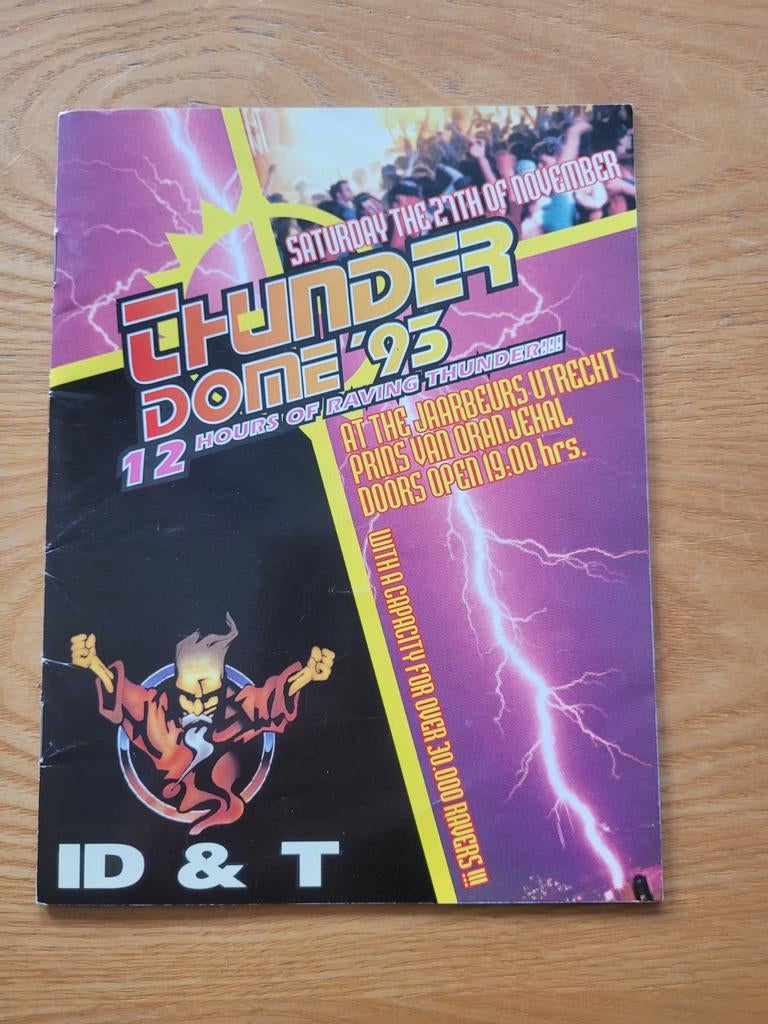 SATURDAY THE 27TH OF NOVEMBER
THUNDER
DOME '93
12 HOURS OF RAVING THUNDER!!!!
AT THE JAARBEURS UTRECHT
PRINS VAN ORANJEHAL
DOORS OPEN 19:00 hrs.
WITH A CAPACITY FOR OVER 30.000 RAVERS !!!
ID & T